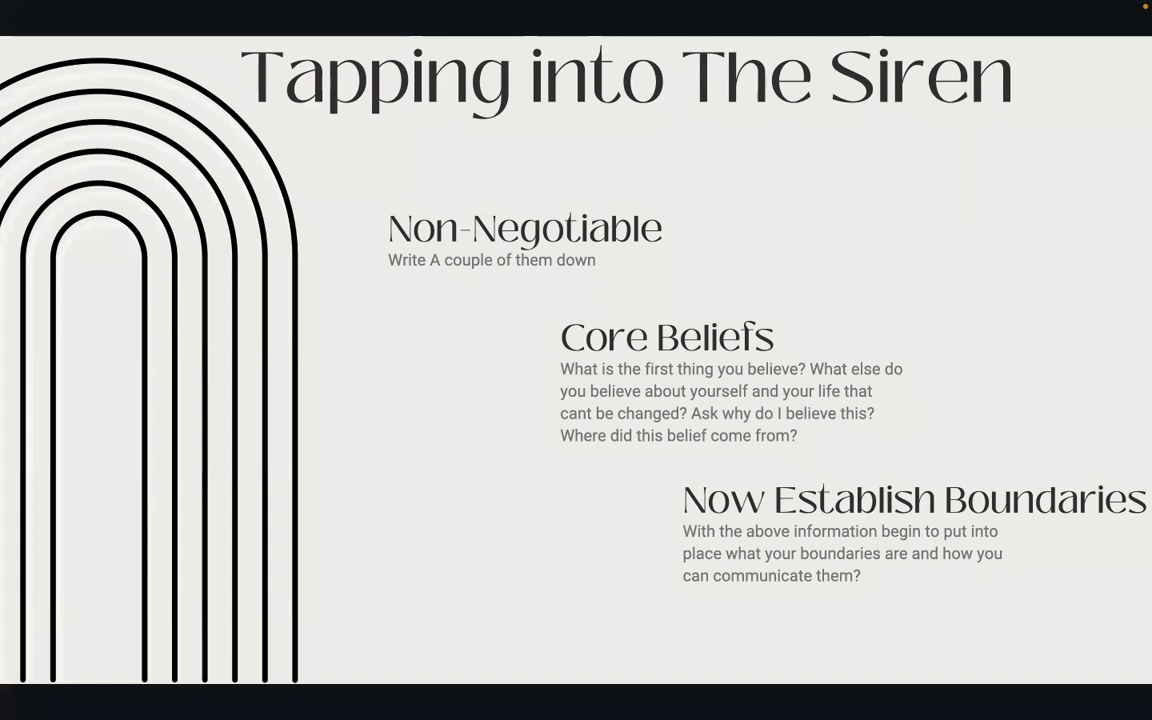 Tapping into The Siren
Non-Negotiable
Write A couple of them down
Core Beliefs
What is the first thing you believe? What else do
you believe about yourself and your life that
cant be changed? Ask why do I believe this?
Where did this belief come from?
Now Establish Boundaries
With the above information begin to put into
place what your boundaries are and how you
can communicate them?